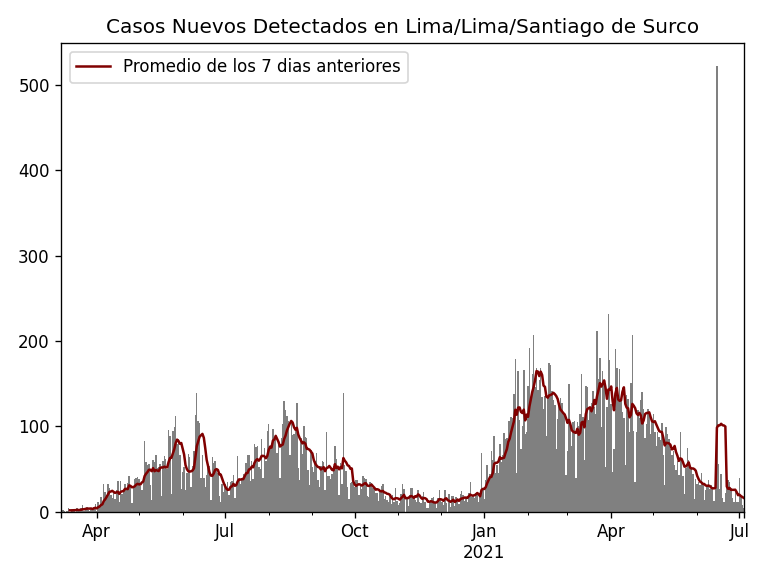 Casos Nuevos Detectados en Lima/Lima/Santiago de Surco
Promedio de los 7 dias anteriores
500
400
300
200
100
0
Apr Jul Oct Jan Apr Jul
2021